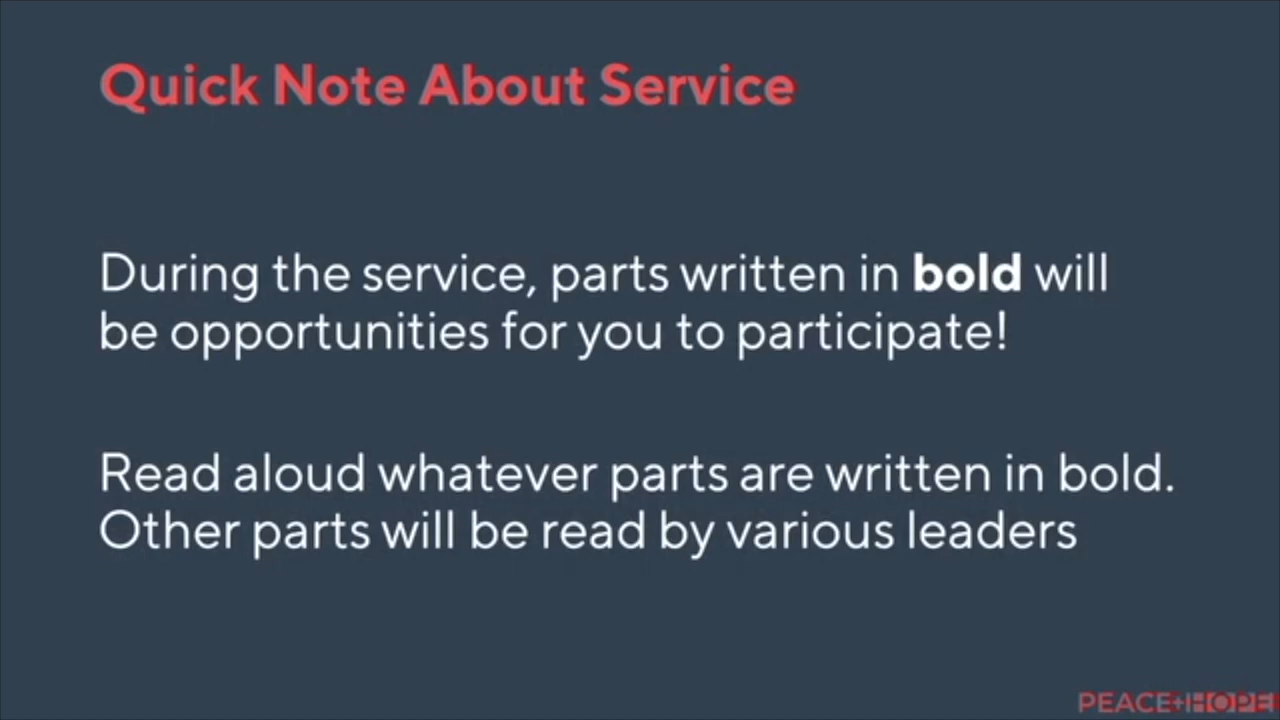 Quick Note About Service
During the service, parts written in bold will
be opportunities for you to participate!
Read aloud whatever parts are written in bold.
Other parts will be read by various leaders
PEACE+HOPE